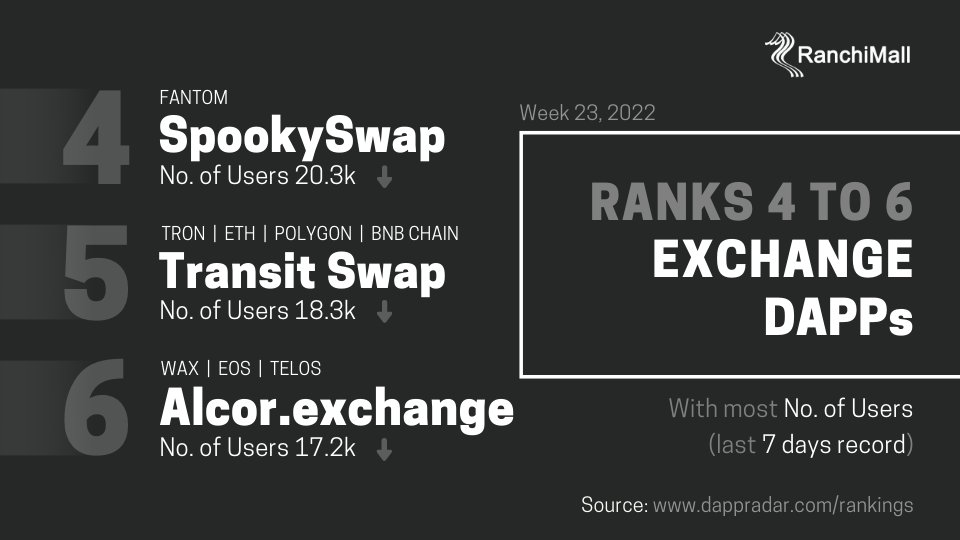 RanchiMall
4
FANTOM
SpookySwap
No. of Users 20.3k
5
TRON | ETH | POLYGON | BNB CHAIN
Transit Swap
No. of Users 18.3k
6
WAX | EOS | TELOS
Alcor.exchange
No. of Users 17.2k
Week 23, 2022
RANKS 4 TO 6
EXCHANGE
DAPPs
With most No. of Users
(last 7 days record)
Source: www.dappradar.com/rankings